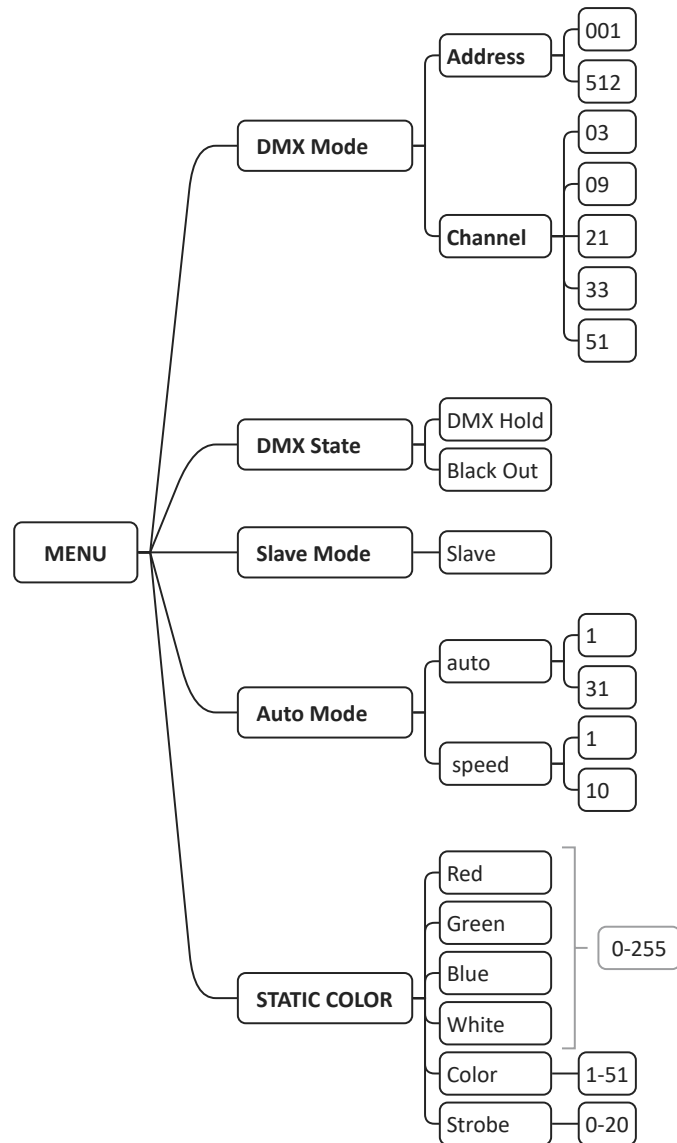 MENU
DMX Mode
Address
001
512
Channel
03
09
21
33
51
DMX State
DMX Hold
Black Out
Slave Mode
Slave
Auto Mode
auto
1
31
speed
1
10
STATIC COLOR
Red
Green
Blue
White
0-255
Color
1-51
Strobe
0-20